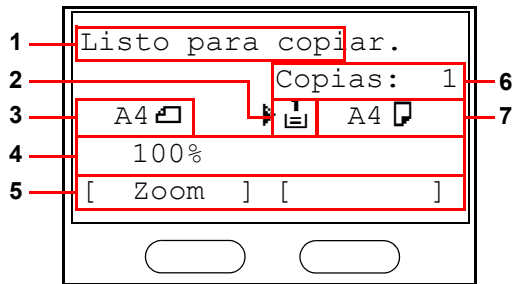 1 Listo para copiar.
2 Copias: 1 6
3 A4 A4 7
4 100%
5 [ Zoom ] [ ]